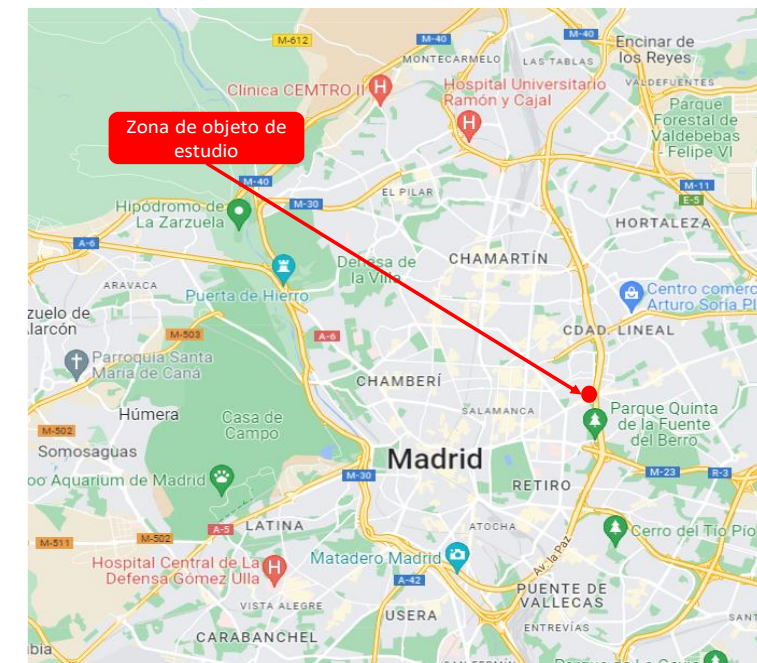 M-612
M-40
M-40
Encinar de
los Reyes
MONTECARMELO
LAS TABLAS
VALDEFUENTES
Clínica CEMTRO II
Hospital Universitario
Ramón y Cajal
Parque
Forestal de
Valdebebas
- Felipe VI
Zona de objeto de
estudio
M-40
M-30
EL PILAR
M-11
E-5
Hipódromo de
La Zarzuela
HORTALEZA
A-6
Dehesa de
la Villa
CHAMARTÍN
ARAVACA
Puerta de Hierro
Centro comerc
Arturo Soria Pl
zuelo de
larcón
M-503
A-6
CDAD. LINEAL
Parroquia Santa
María de Caná
CHAMBERÍ
SALAMANCA
Húmera
Casa de
Campo
Parque Quinta
de la Fuente
del Berro
M-502
Somosaguas
Madrid
oo Aquarium de Madrid
M-30
RETIRO
M-23
R-3
A-5
LATINA
ATOCHA
Cerro del Tío Pío
M-511
M-502
Hospital Central de La
Defensa Gómez Ulla
Matadero Madrid
Av. la Paz
A-42
PUENTE DE
VALLECAS
VISTA ALEGRE
USERA
ENTREVÍAS
SANT
CARABANCHEL
bia